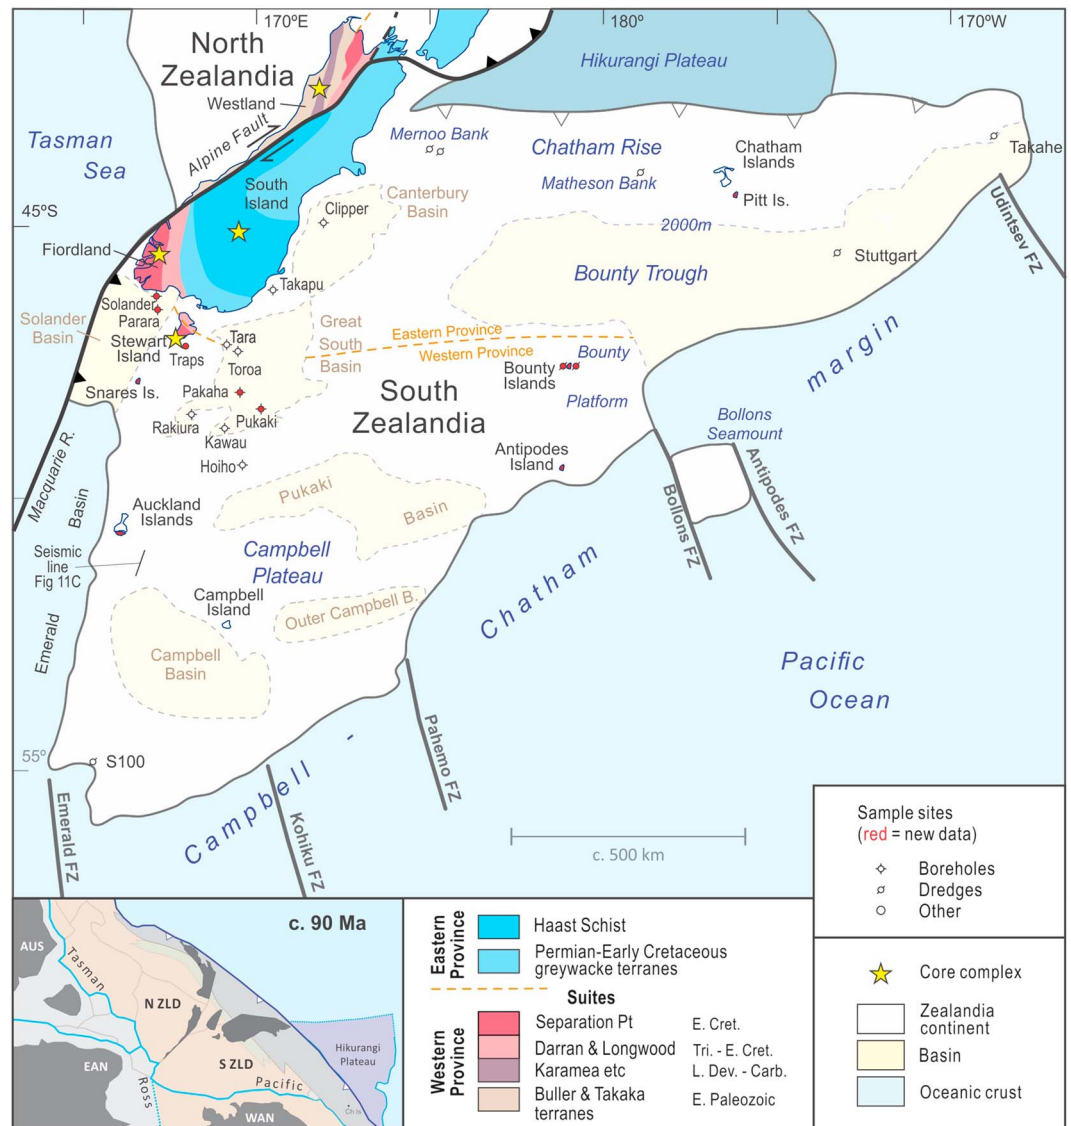 170°E
180°
170°W
North
Zealandia
Hikurangi Plateau
Westland
Tasman
Sea
Alpine Fault
Mernoo Bank
Chatham Rise
Chatham
Islands
Takahe
Matheson Bank
Pitt Is.
South
Island
Canterbury
Basin
45°S
Clipper
2000m
Udintsev FZ
Fiordland
Stuttgart
Bounty Trough
Takapu
Solander
Parara
Solander
Basin
Stewart
Island
Traps
Tara
Toroa
Great
South
Basin
Eastern Province
Western Province
Bounty
Bounty
Islands
Platform
margin
Snares Is.
Pakaha
Pukaki
Rakiura
Kawau
Hoiho
South
Zealandia
Bollons
Seamount
Antipodes
Island
Macquarie R.
Basin
Emerald
Pukaki
Basin
Bollons FZ
Antipodes FZ
Auckland
Islands
Seismic
line
Fig 11C
Campbell
Plateau
Chatham
Campbell
Island
Outer Campbell B.
Campbell
Basin
Pacific
Ocean
55°
S100
Pahemo FZ
-
Campbell
Emerald FZ
Kohiku FZ
c. 500 km
Sample sites
(red = new data)
Boreholes
Dredges
Other
Core complex
Zealandia
continent
Basin
Oceanic crust
c. 90 Ma
AUS
Tasman
N ZLD
EAN
S ZLD
Hikurangi
Plateau
Ross
Pacific
Ch Is
WAN
Eastern
Province
Haast Schist
Permian-Early Cretaceous
greywacke terranes
Suites
Western
Province
Separation Pt E. Cret.
Darran & Longwood Tri. - E. Cret.
Karamea etc L. Dev. - Carb.
Buller & Takaka
terranes E. Paleozoic